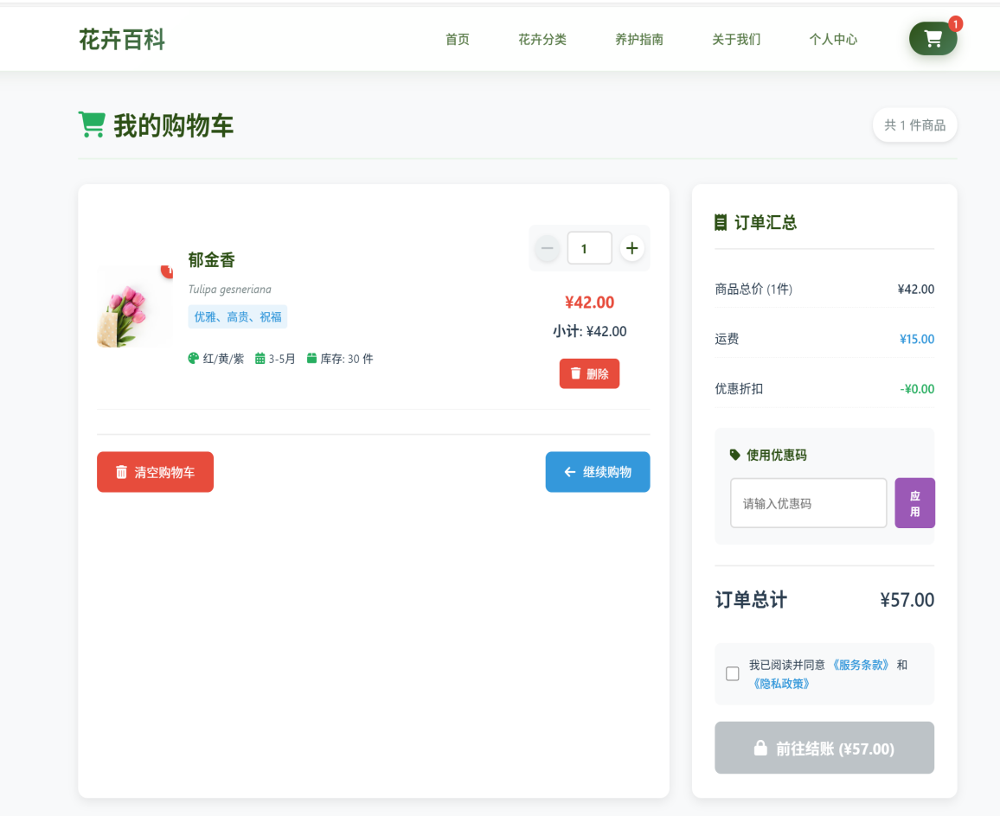 花卉百科
首页
花卉分类
养护指南
关于我们
个人中心
1
我的购物车
共 1 件商品
郁金香
Tulipa gesneriana
优雅、高贵、祝福
红/黄/紫
3-5月
库存: 30 件
1
¥42.00
小计: ¥42.00
删除
清空购物车
继续购物
订单汇总
商品总价 (1件)
¥42.00
运费
¥15.00
优惠折扣
-¥0.00
使用优惠码
请输入优惠码
应
用
订单总计
¥57.00
我已阅读并同意 《服务条款》 和
《隐私政策》
前往结账 (¥57.00)